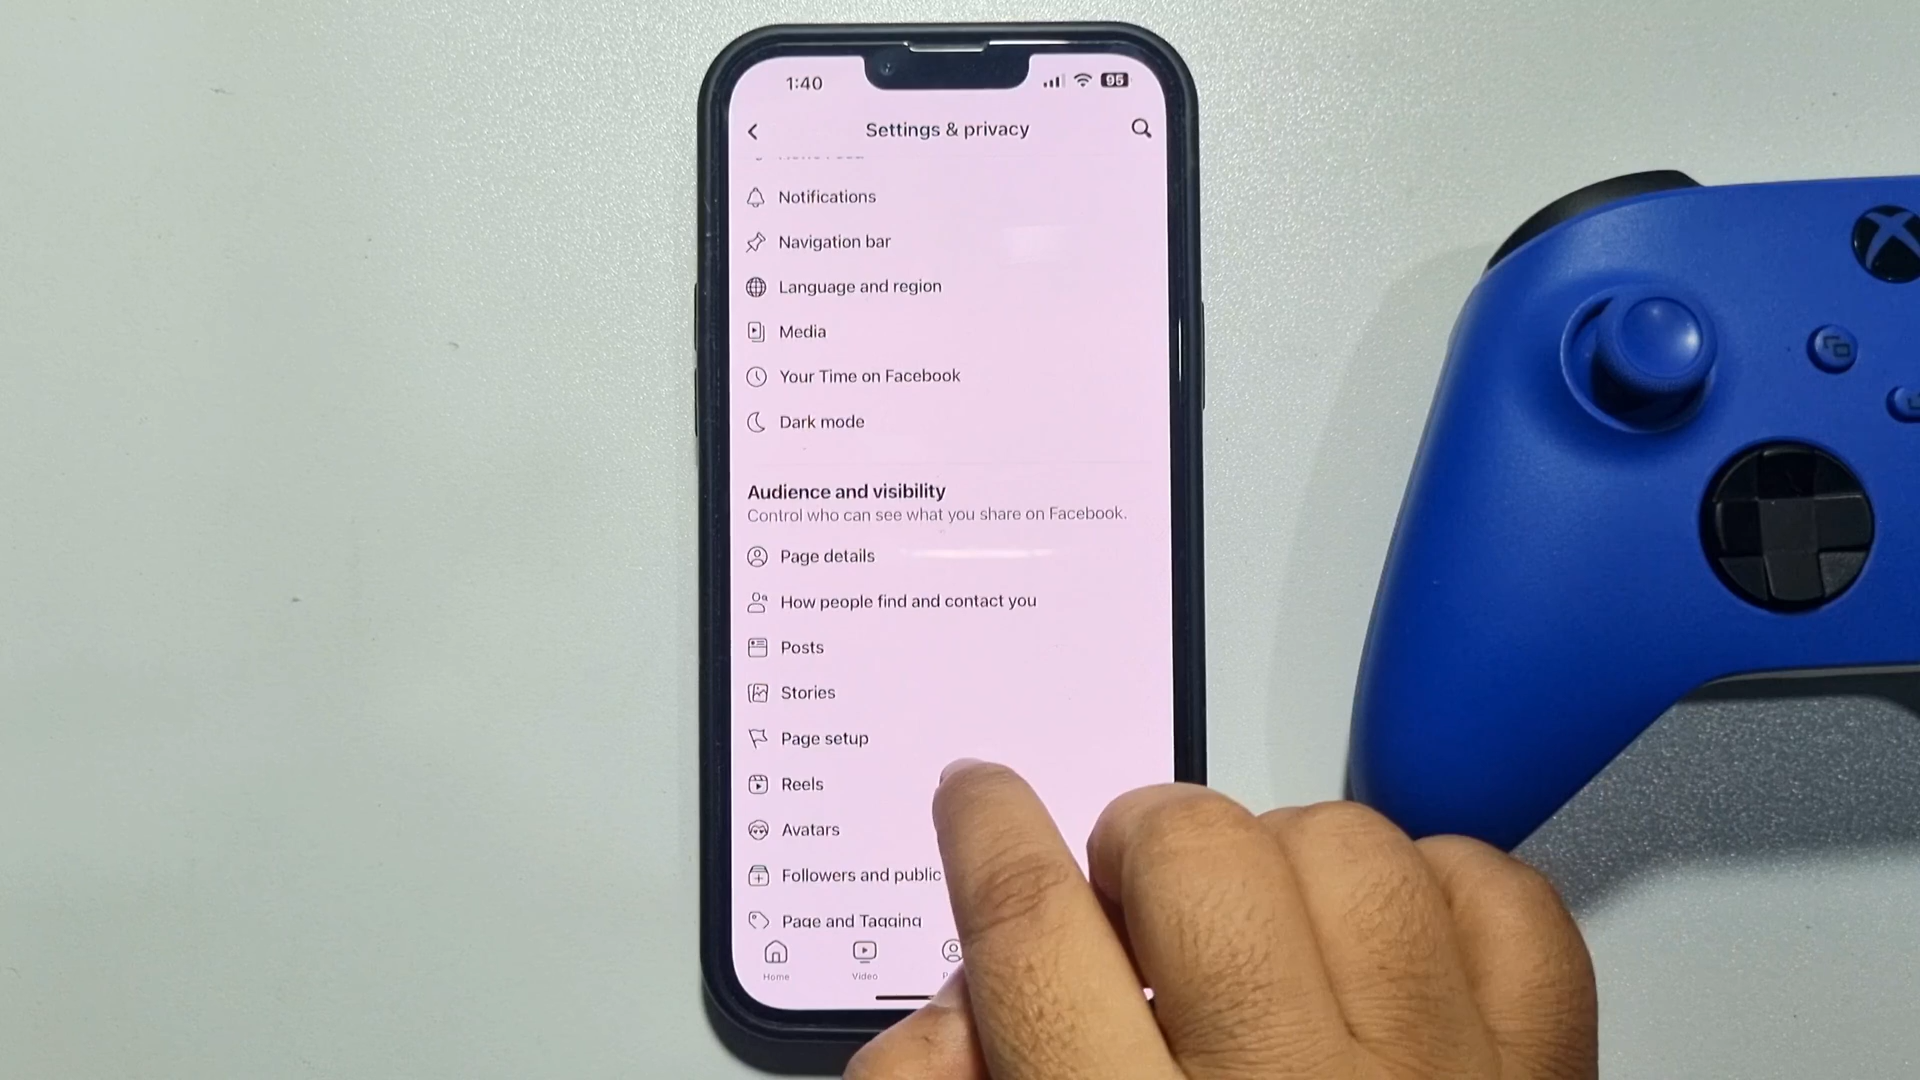 1:40
95
Settings & privacy
Notifications
Navigation bar
Language and region
Media
Your Time on Facebook
Dark mode
Audience and visibility
Control who can see what you share on Facebook.
Page details
How people find and contact you
Posts
Stories
Page setup
Reels
Avatars
Followers and public
Page and Tagging
Home
Video